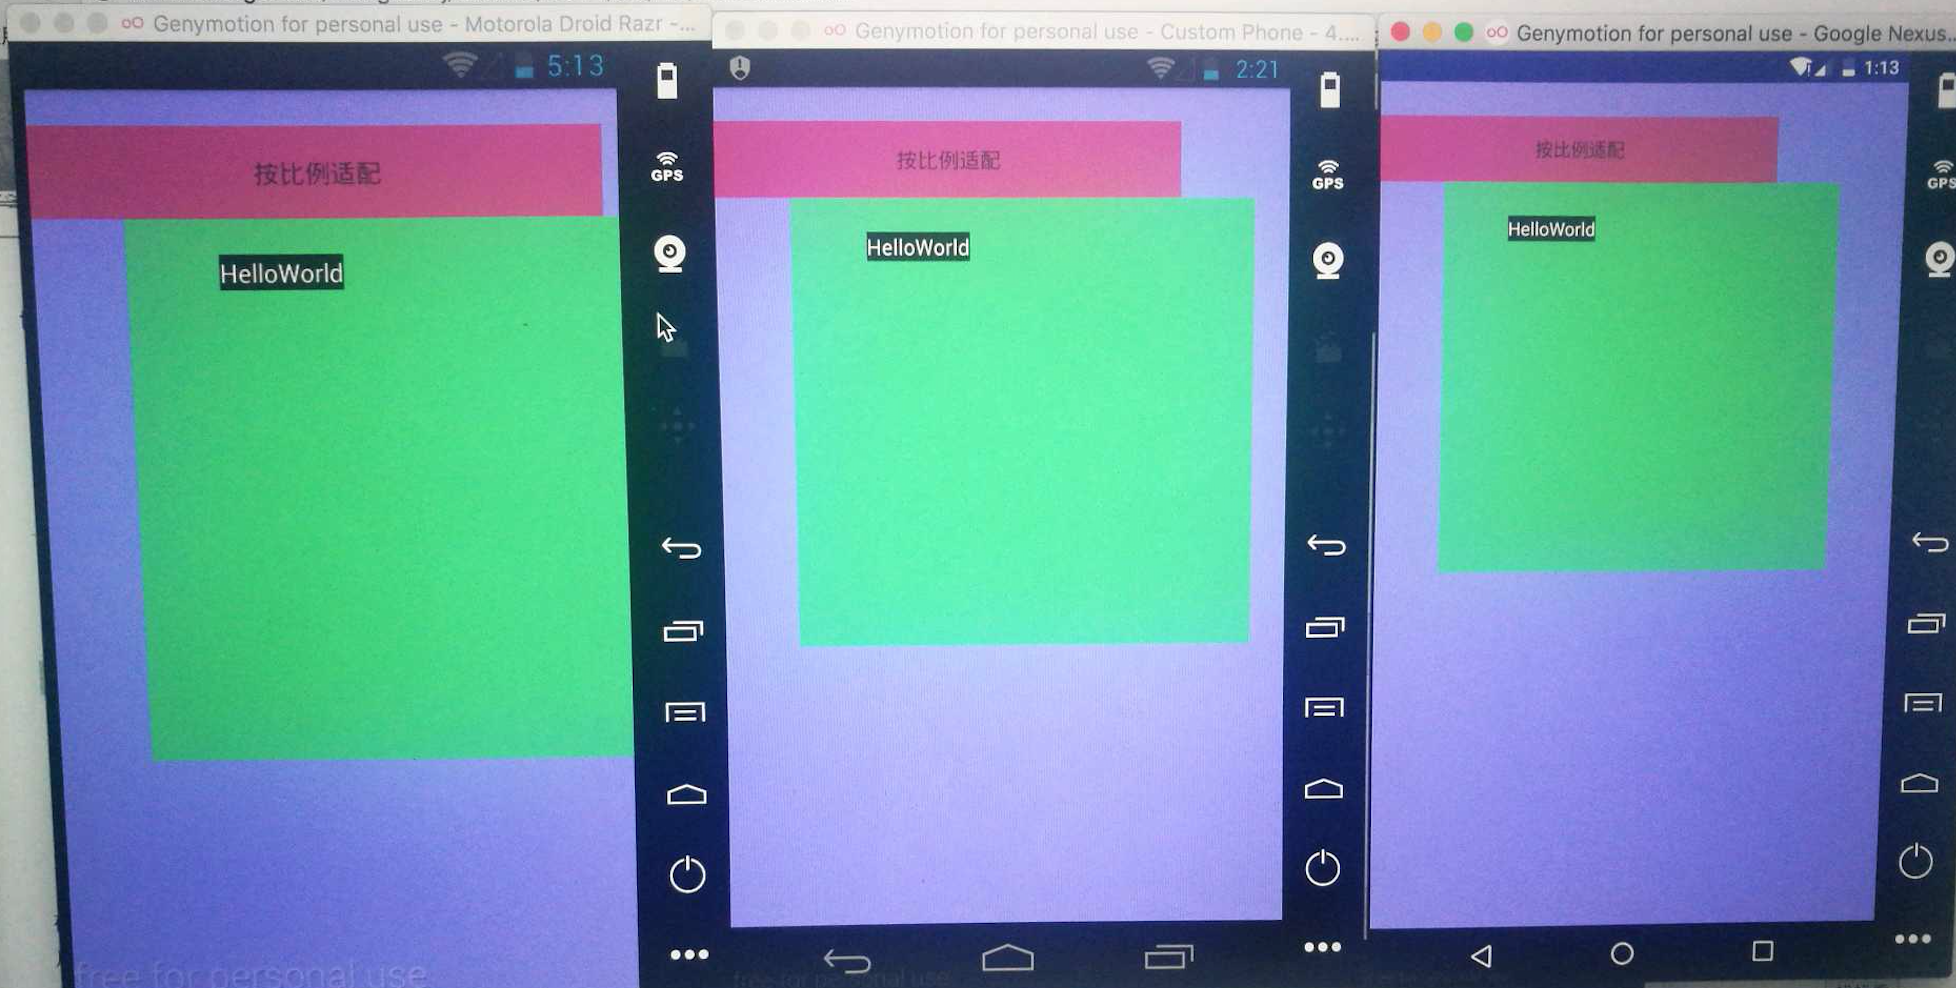 Genymotion for personal use - Motorola Droid Razr -...
5:13
按比例适配
HelloWorld
GPS
free for personal use
Genymotion for personal use - Custom Phone - 4....
2:21
按比例适配
HelloWorld
GPS
free for personal use
Genymotion for personal use - Google Nexus...
1:13
按比例适配
HelloWorld
GPS